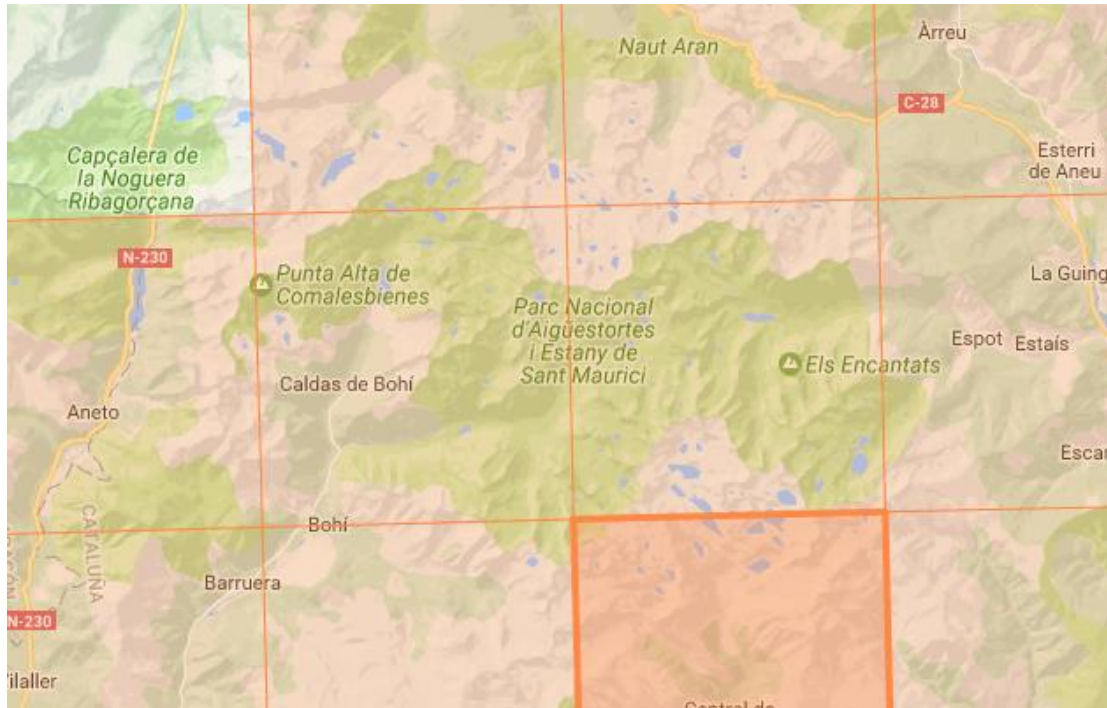 Àrreu
Naut Aran
C-28
Capçalera de
la Noguera
Ribagorçana
Esterri
de Aneu
N-230
Punta Alta de
Comalesbienes
La Guing
Parc Nacional
d'Aigüestortes
i Estany de
Sant Maurici
Espot
Estaís
Els Encantats
Caldas de Bohí
Aneto
Escar
CATALUÑA
Bohí
Barruera
N-230
ilaller
Central de